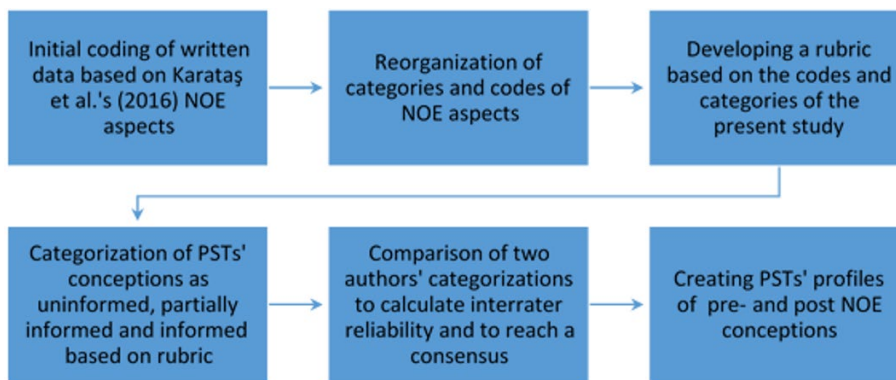 Initial coding of written
data based on Karataş
et al.'s (2016) NOE
aspects
Reorganization of
categories and codes of
NOE aspects
Developing a rubric
based on the codes and
categories of the
present study
Categorization of PSTs'
conceptions as
uninformed, partially
informed and informed
based on rubric
Comparison of two
authors' categorizations
to calculate interrater
reliability and to reach a
consensus
Creating PSTs' profiles
of pre- and post NOE
conceptions